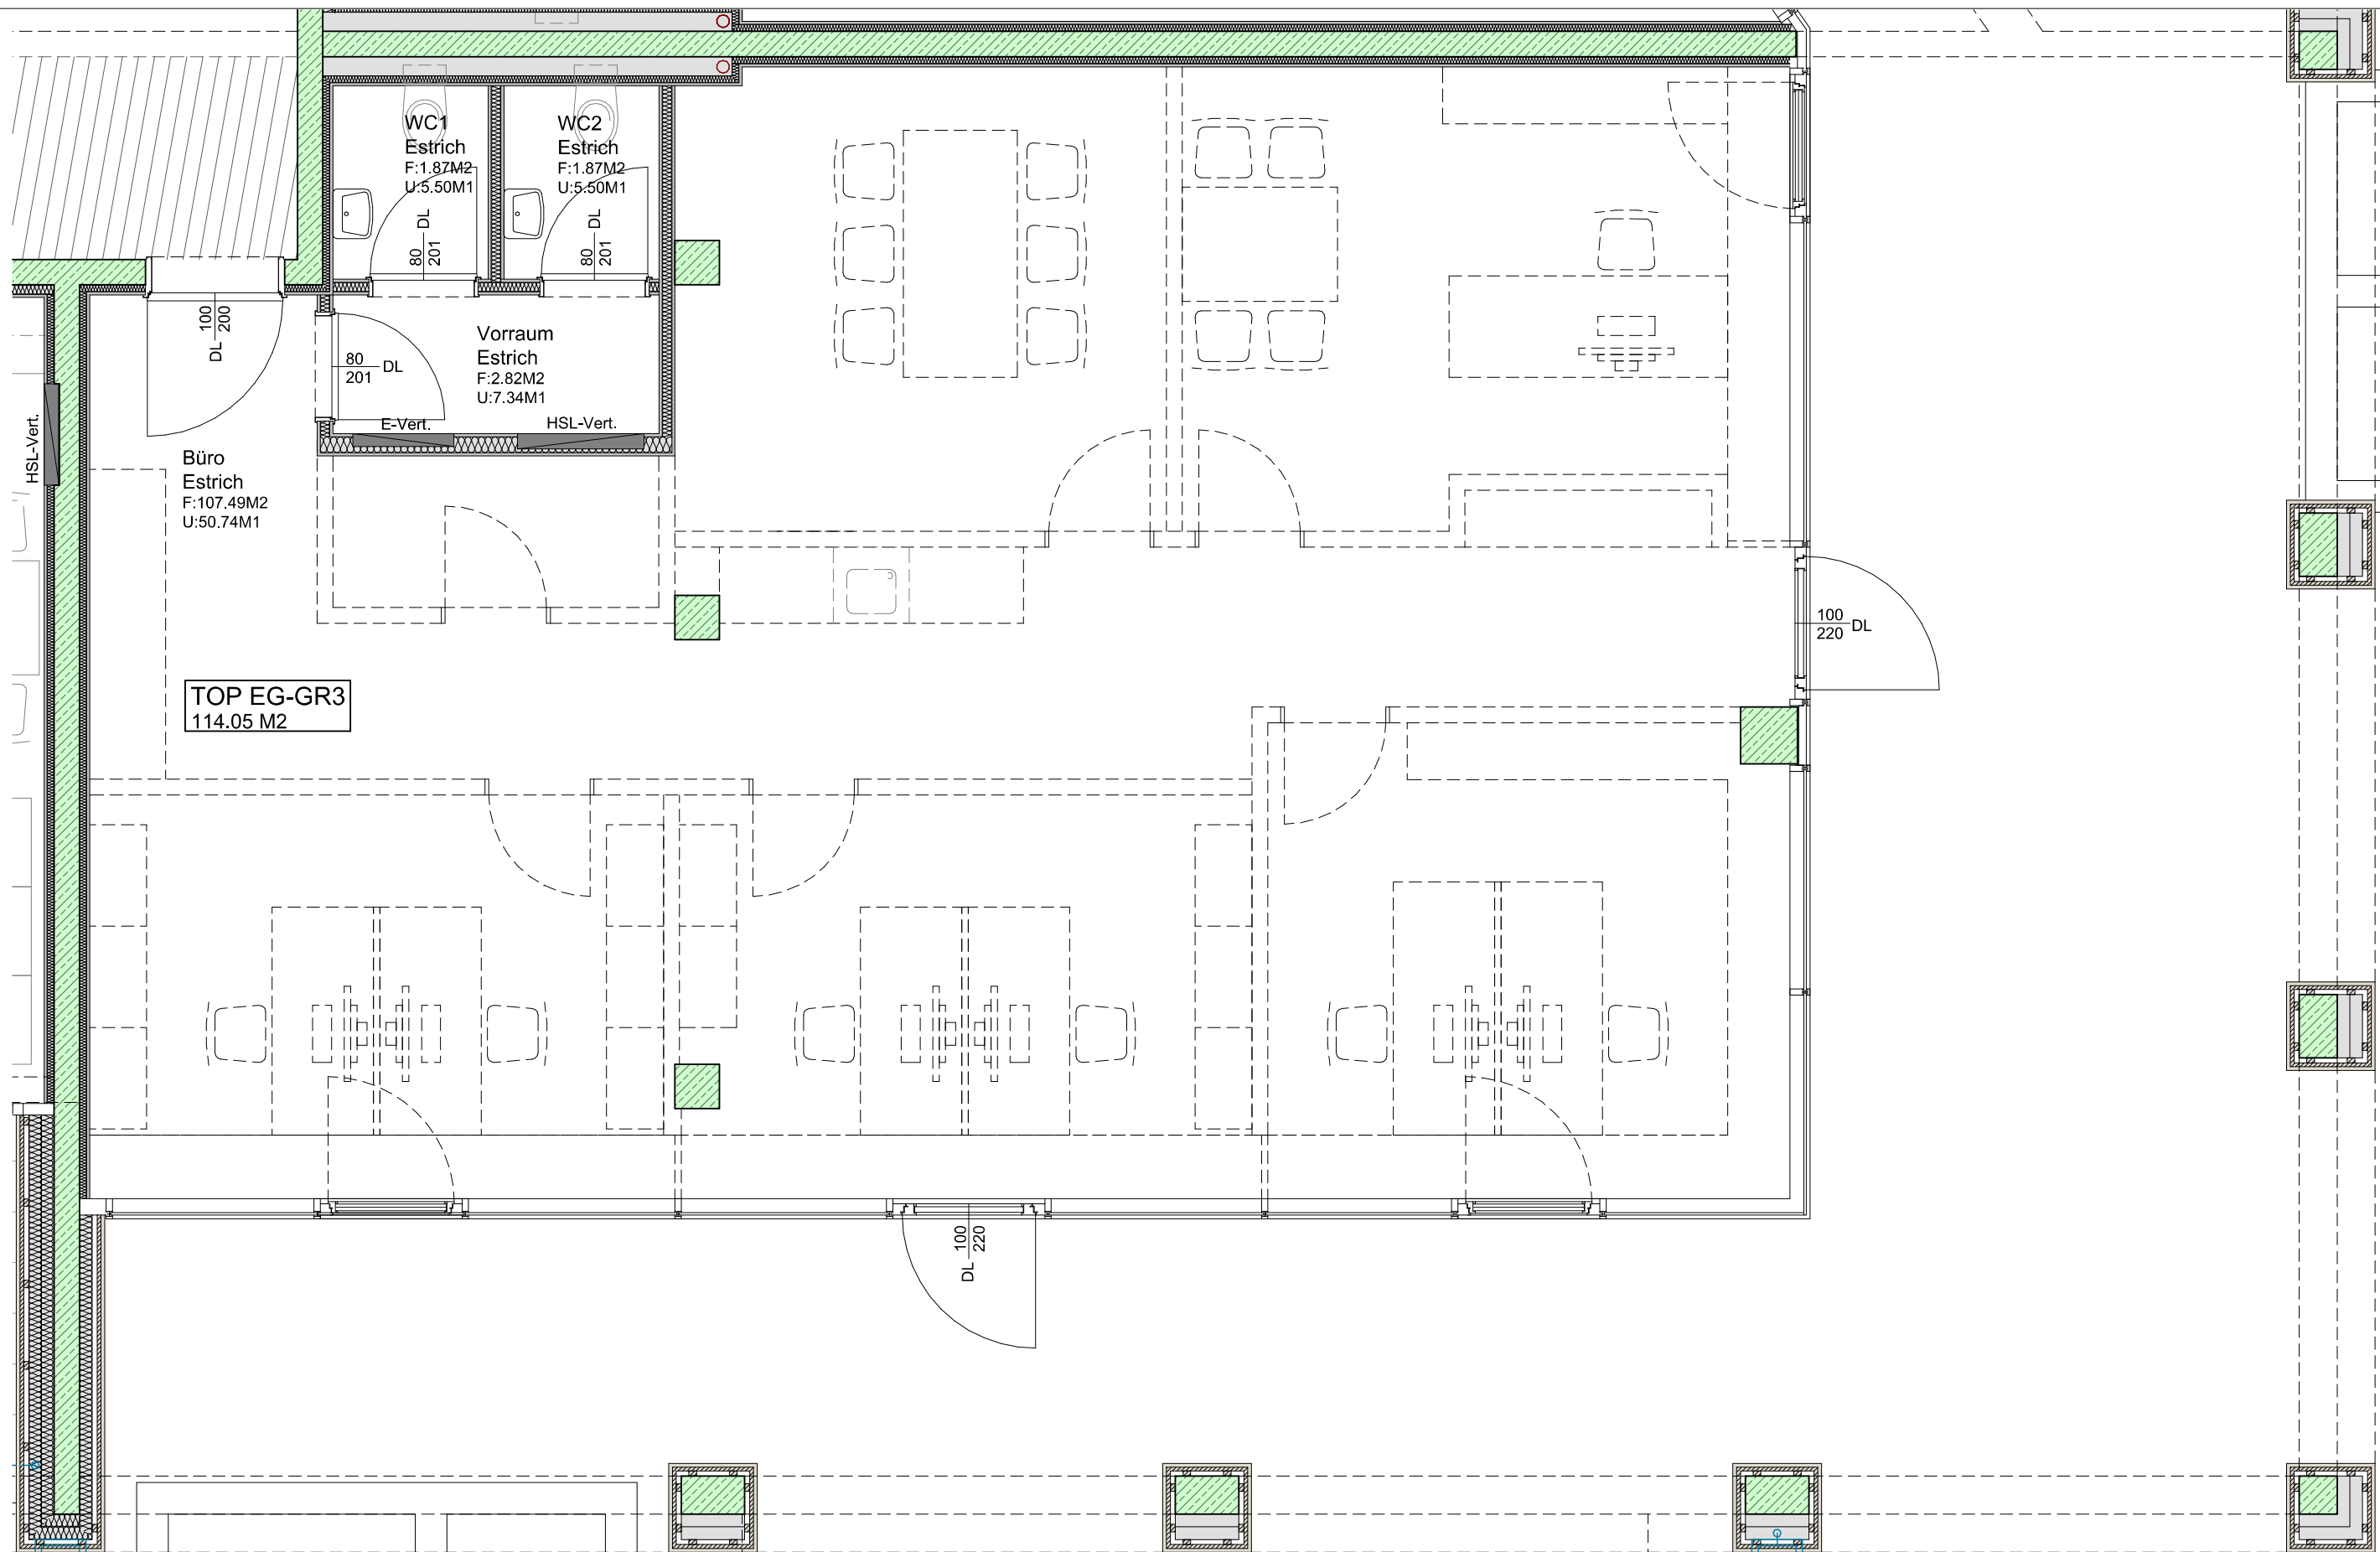 WC1
Estrich
F:1.87M2
U:5.50M1
80
201
DL
WC2
Estrich
F:1.87M2
U:5.50M1
80
201
DL
100
200
DL
80
201
DL
Vorraum
Estrich
F:2.82M2
U:7.34M1
E-Vert.
HSL-Vert.
HSL-Vert.
Büro
Estrich
F:107.49M2
U:50.74M1
100
220
DL
TOP EG-GR3
114.05 M2
100
220
DL